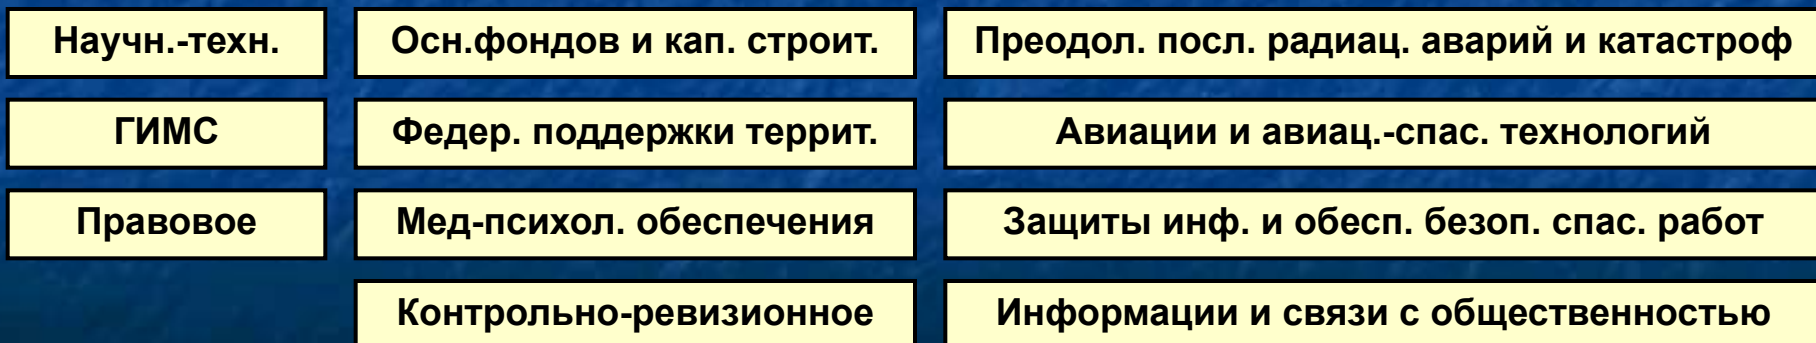 Научн.-техн.
Осн.фондов и кап. строит.
Преодол. посл. радиац. аварий и катастроф
ГИМС
Федер. поддержки террит.
Авиации и авиац.-спас. технологий
Правовое
Мед-психол. обеспечения
Защиты инф. и обесп. безоп. спас. работ
Контрольно-ревизионное
Информации и связи с общественностью